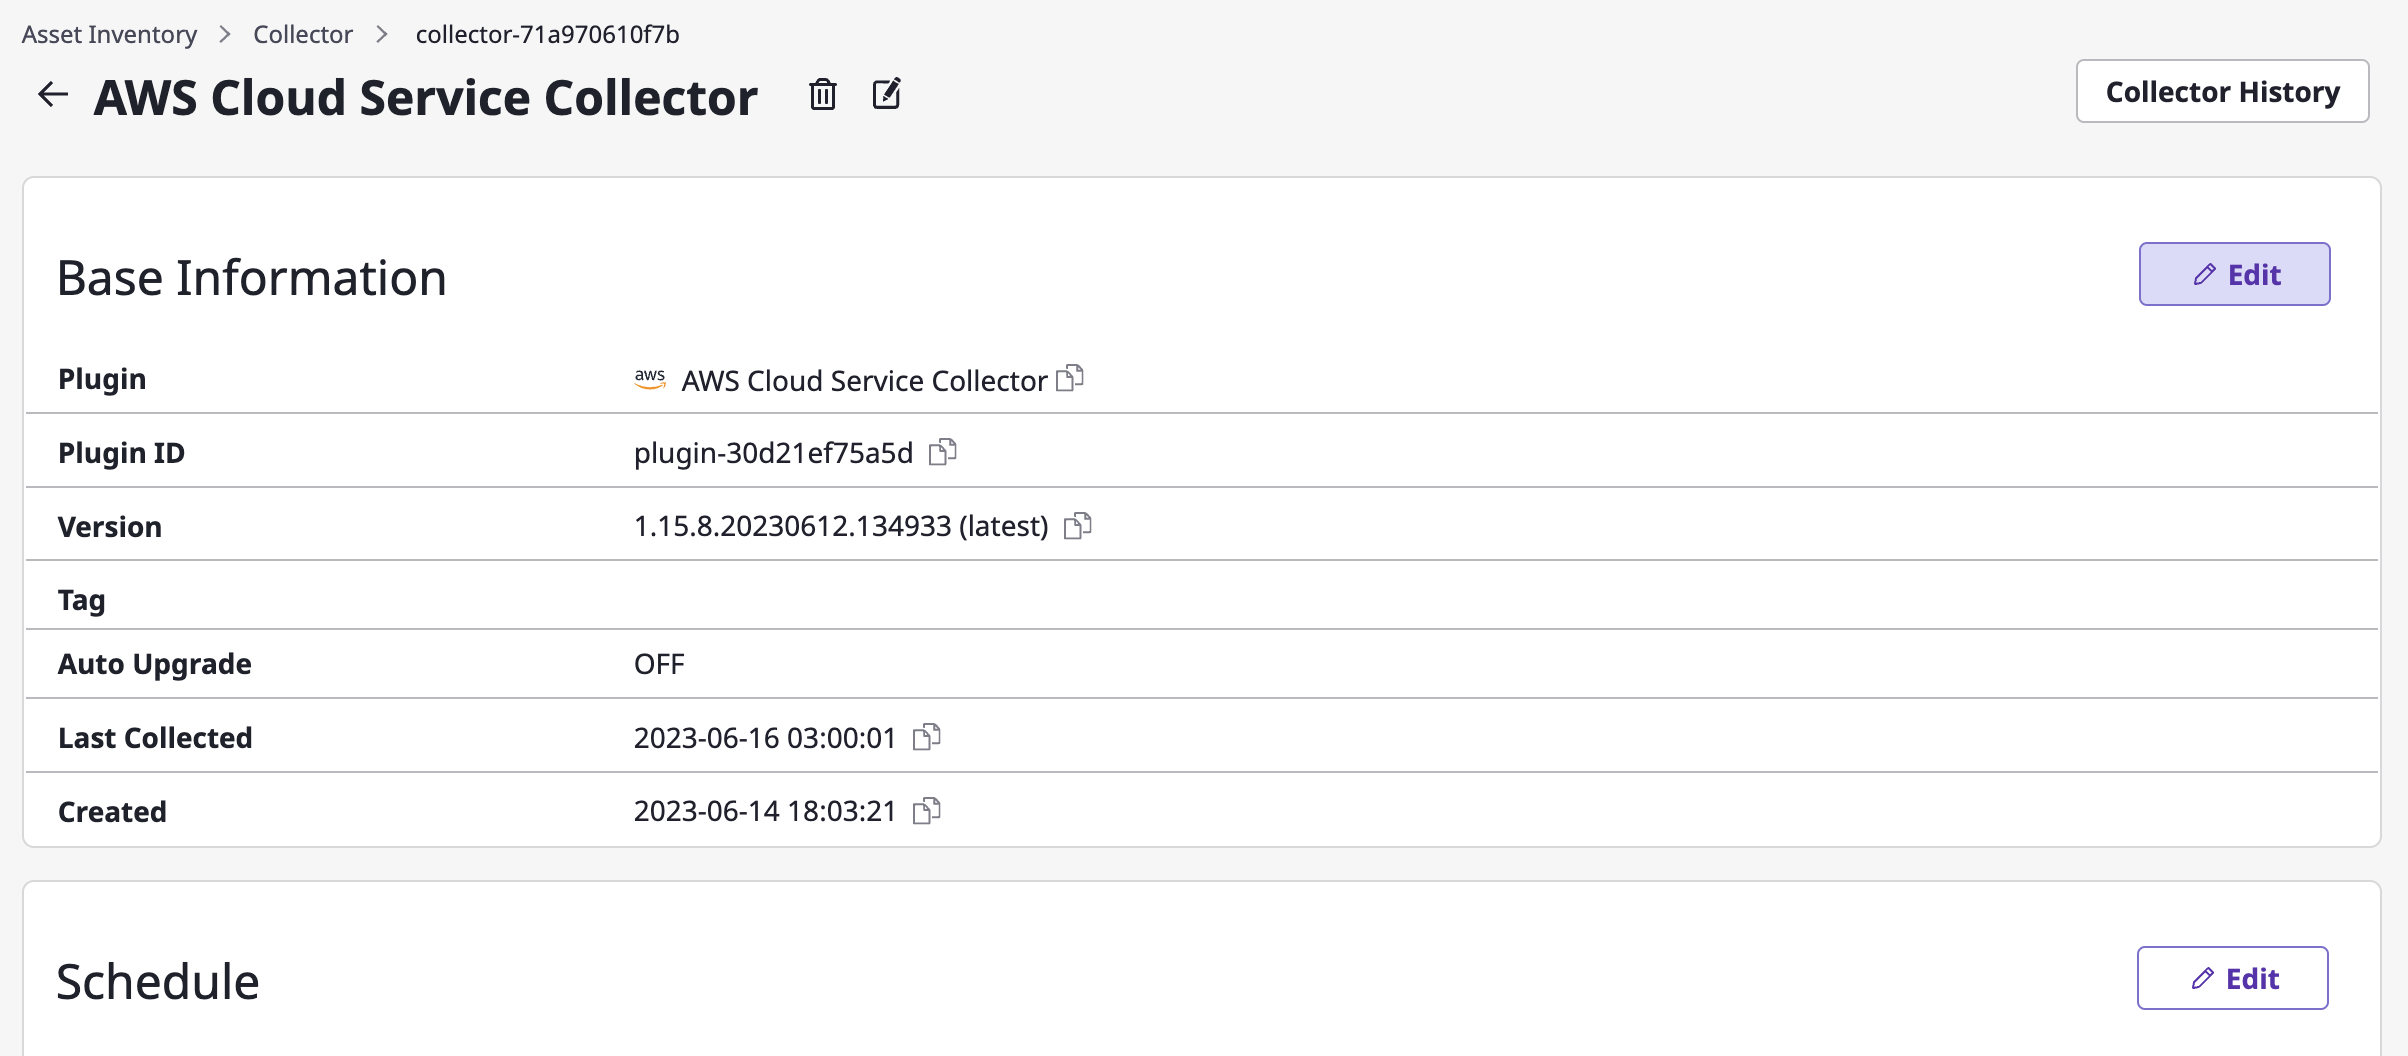 Asset Inventory > Collector > collector-71a970610f7b
AWS Cloud Service Collector
Collector History
Base Information
Edit
Plugin aws AWS Cloud Service Collector
Plugin ID plugin-30d21ef75a5d
Version 1.15.8.20230612.134933 (latest)
Tag
Auto Upgrade OFF
Last Collected 2023-06-16 03:00:01
Created 2023-06-14 18:03:21
Schedule
Edit